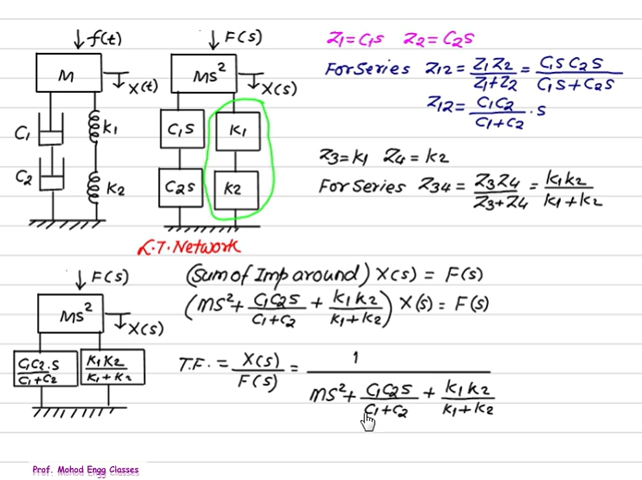 f(t)
M
X(t)
C1
K1
C2
K2
F(s)
MS²
X(s)
C1S
K1
C2S
K2
L.T. Network
Z1 = C1S Z2 = C2S
For Series Z12 = Z1Z2 / Z1+Z2 = C1S C2S / C1S + C2S
Z12 = C1C2 / C1+C2 . S
Z3 = K1 Z4 = K2
For Series Z34 = Z3Z4 / Z3+Z4 = K1K2 / K1+K2
F(s)
MS²
X(s)
C1C2.S / C1+C2
K1K2 / K1+K2
(Sum of Imp around) X(s) = F(s)
(MS² + C1C2S / C1+C2 + K1K2 / K1+K2) X(s) = F(s)
T.F. = X(s) / F(s) = 1 / MS² + C1C2S / C1+C2 + K1K2 / K1+K2
Prof. Mohod Engg Classes